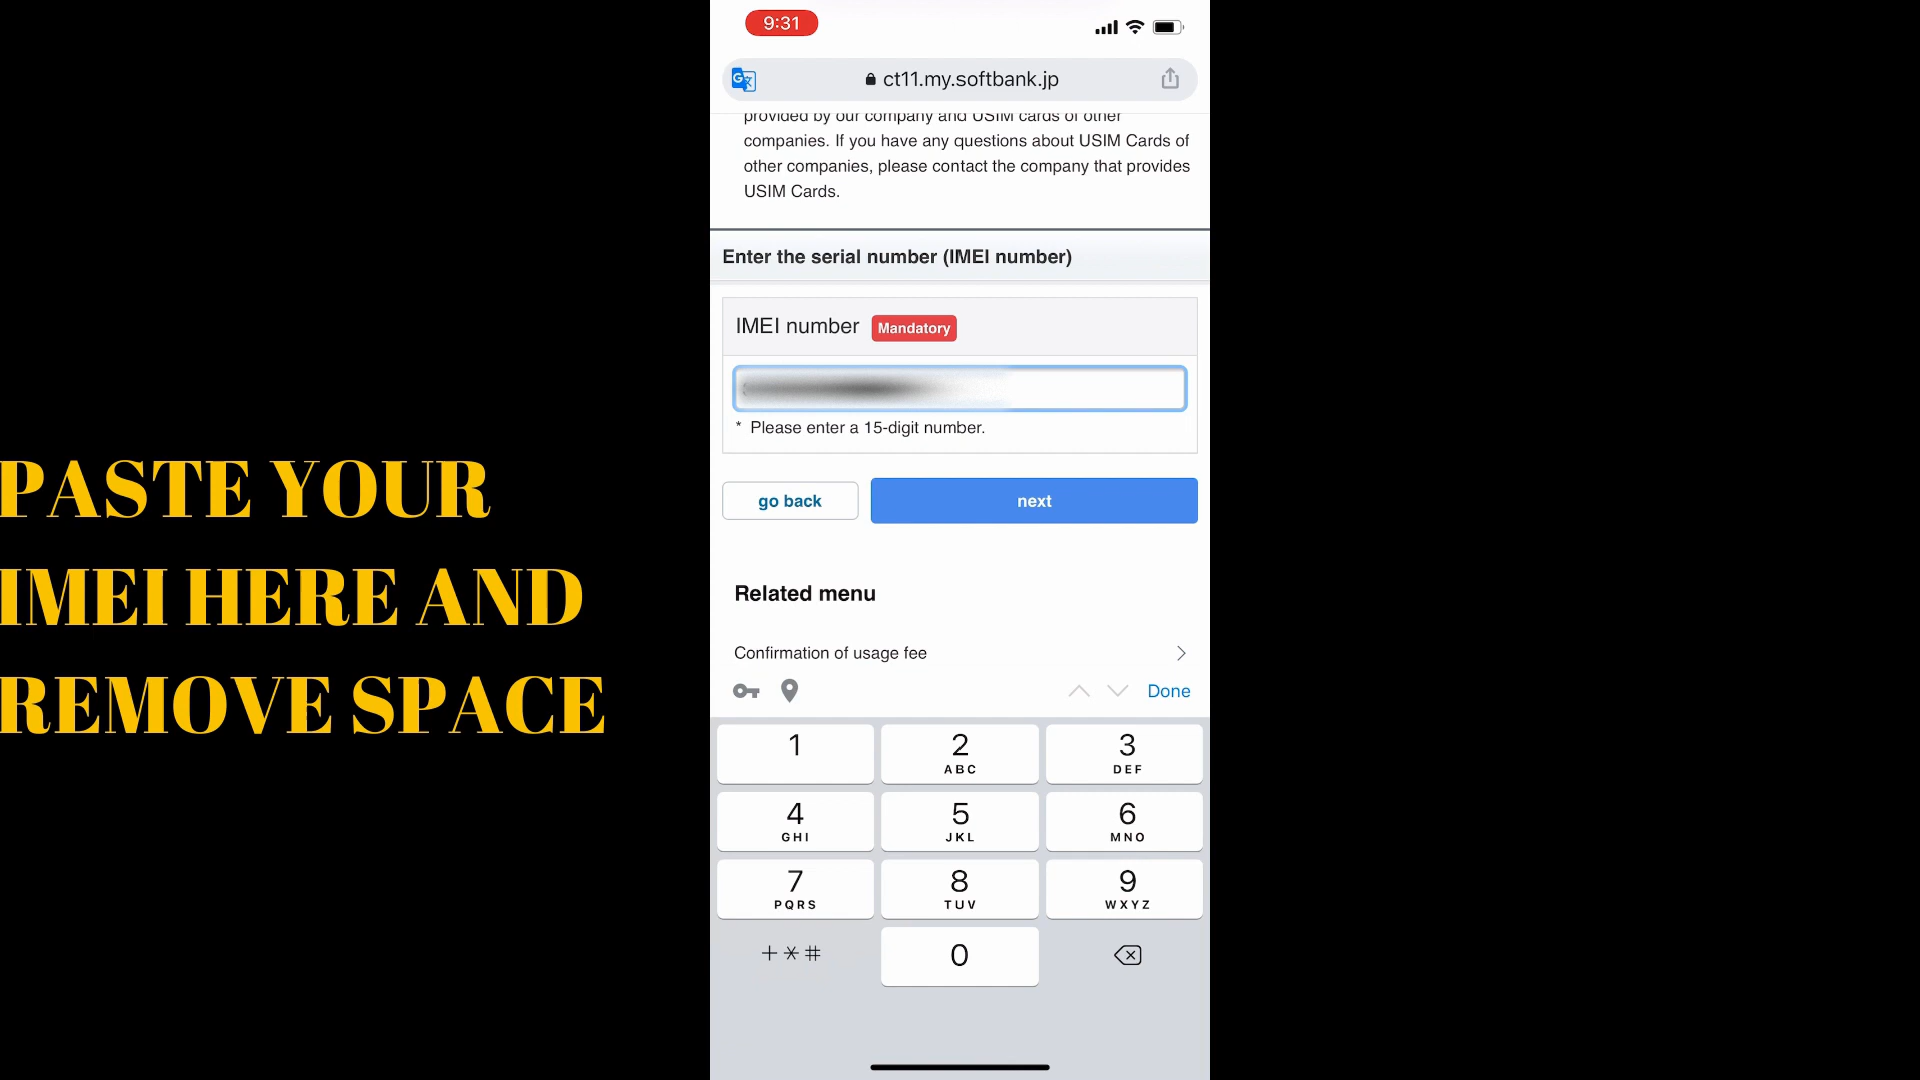 9:31
ct11.my.softbank.jp
provided by our company and USIM cards of other
companies. If you have any questions about USIM Cards of
other companies, please contact the company that provides
USIM Cards.
Enter the serial number (IMEI number)
IMEI number Mandatory
* Please enter a 15-digit number.
go back next
PASTE YOUR
IMEI HERE AND
REMOVE SPACE
Related menu
Confirmation of usage fee
Done
1 2 3
ABC DEF
4 5 6
GHI JKL MNO
7 8 9
PQRS TUV WXYZ
+*# 0